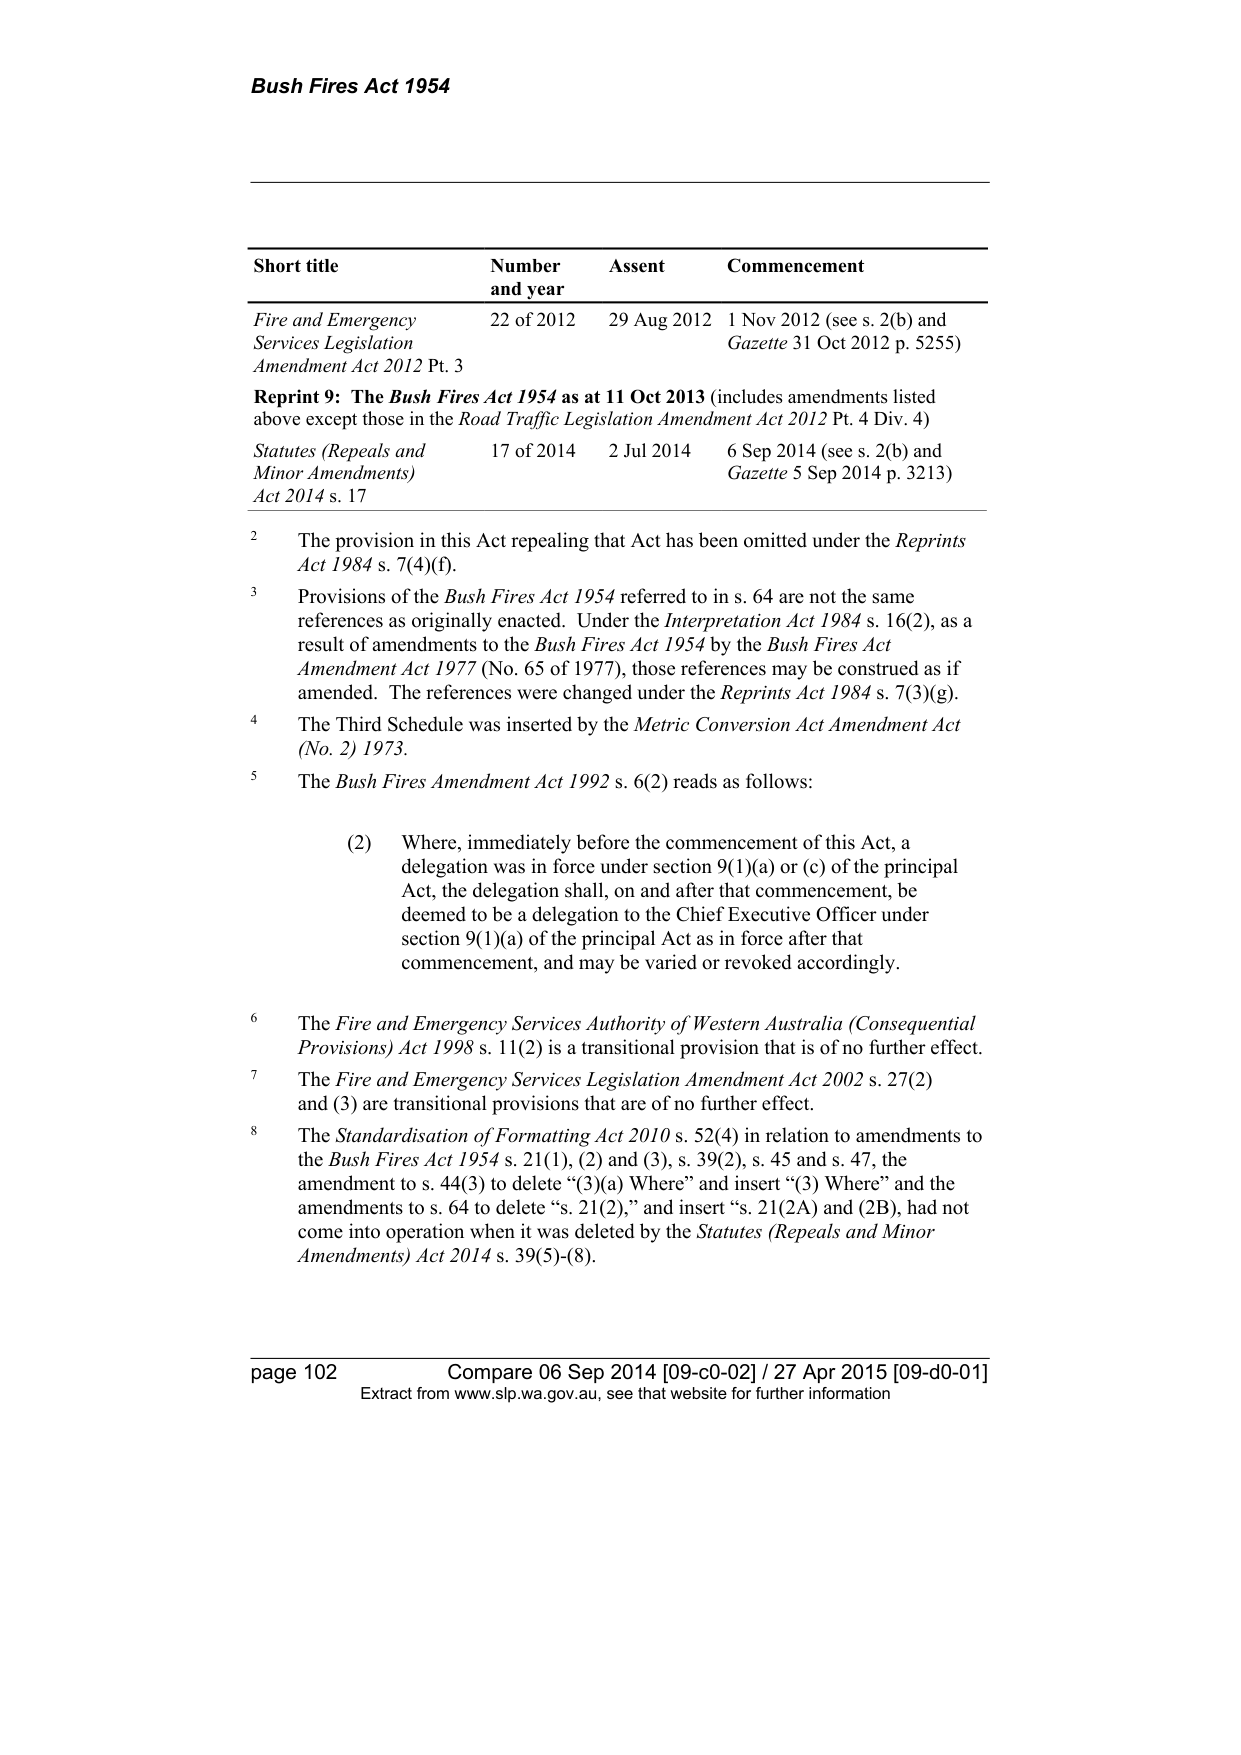 Bush Fires Act 1954
Short title Number Assent Commencement
and year
Fire and Emergency 22 of 2012 29 Aug 2012 1 Nov 2012 (see s. 2(b) and
Services Legislation Gazette 31 Oct 2012 p. 5255)
Amendment Act 2012 Pt. 3
Reprint 9: The Bush Fires Act 1954 as at 11 Oct 2013 (includes amendments listed
above except those in the Road Traffic Legislation Amendment Act 2012 Pt. 4 Div. 4)
Statutes (Repeals and 17 of 2014 2 Jul 2014 6 Sep 2014 (see s. 2(b) and
Minor Amendments) Gazette 5 Sep 2014 p. 3213)
Act 2014 s. 17
2 The provision in this Act repealing that Act has been omitted under the Reprints
Act 1984 s. 7(4)(f).
3 Provisions of the Bush Fires Act 1954 referred to in s. 64 are not the same
references as originally enacted. Under the Interpretation Act 1984 s. 16(2), as a
result of amendments to the Bush Fires Act 1954 by the Bush Fires Act
Amendment Act 1977 (No. 65 of 1977), those references may be construed as if
amended. The references were changed under the Reprints Act 1984 s. 7(3)(g).
4 The Third Schedule was inserted by the Metric Conversion Act Amendment Act
(No. 2) 1973.
5 The Bush Fires Amendment Act 1992 s. 6(2) reads as follows:
(2) Where, immediately before the commencement of this Act, a
delegation was in force under section 9(1)(a) or (c) of the principal
Act, the delegation shall, on and after that commencement, be
deemed to be a delegation to the Chief Executive Officer under
section 9(1)(a) of the principal Act as in force after that
commencement, and may be varied or revoked accordingly.
6 The Fire and Emergency Services Authority of Western Australia (Consequential
Provisions) Act 1998 s. 11(2) is a transitional provision that is of no further effect.
7 The Fire and Emergency Services Legislation Amendment Act 2002 s. 27(2)
and (3) are transitional provisions that are of no further effect.
8 The Standardisation of Formatting Act 2010 s. 52(4) in relation to amendments to
the Bush Fires Act 1954 s. 21(1), (2) and (3), s. 39(2), s. 45 and s. 47, the
amendment to s. 44(3) to delete “(3)(a) Where” and insert “(3) Where” and the
amendments to s. 64 to delete “s. 21(2),” and insert “s. 21(2A) and (2B), had not
come into operation when it was deleted by the Statutes (Repeals and Minor
Amendments) Act 2014 s. 39(5)-(8).
page 102 Compare 06 Sep 2014 [09-c0-02] / 27 Apr 2015 [09-d0-01]
Extract from www.slp.wa.gov.au, see that website for further information